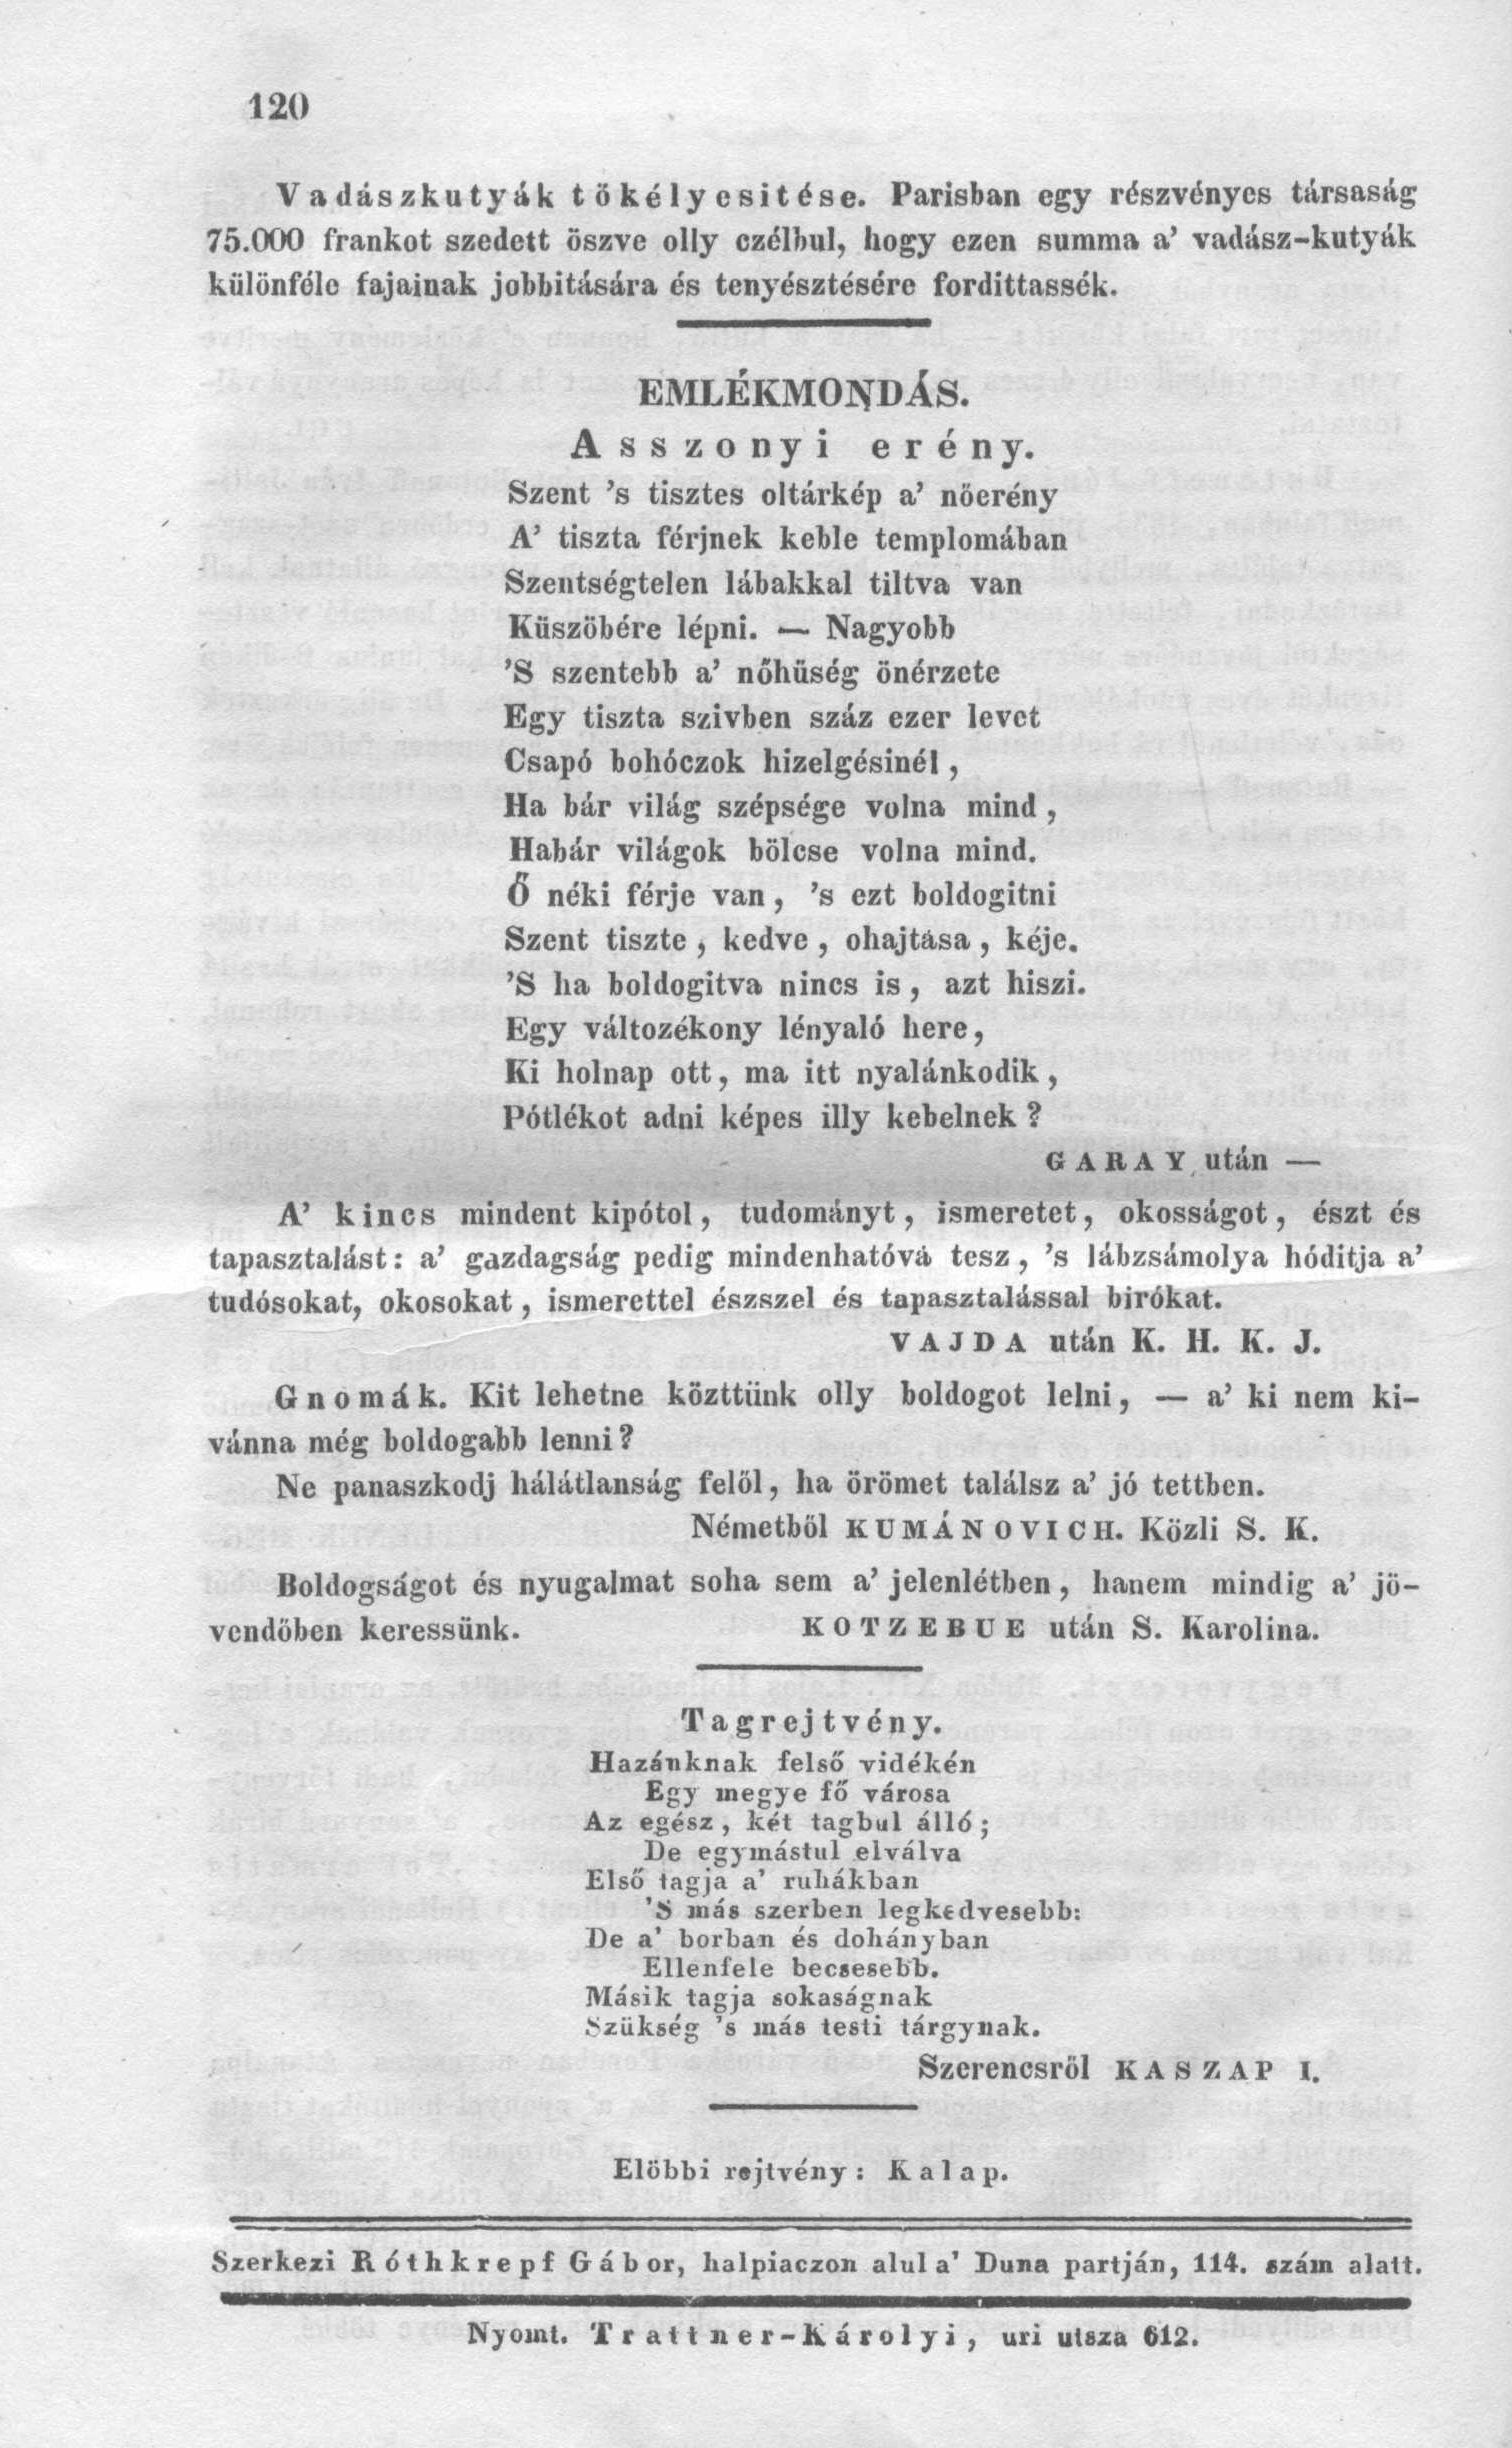 120
Vadászkutyák tökélyesitése. Parisban egy részvényes társaság
75.000 frankot szedett öszve olly czélbul, hogy ezen summa a' vadász-kutyák
különféle fajainak jobbitására és tenyésztésére fordittassék.
EMLÉKMONDÁS.
Asszonyi erény.
Szent 's tisztes oltárkép a' nőerény
A' tiszta férjnek keble templomában
Szentségtelen lábakkal tiltva van
Küszöbére lépni. — Nagyobb
'S szentebb a' nőhüség önérzete
Egy tiszta szivben száz ezer levet
Csapó bohóczok hizelgésinél,
Ha bár világ szépsége volna mind,
Habár világok bölcse volna mind.
Ő néki férje van, 's ezt boldogitni
Szent tiszte, kedve, ohajtása, kéje.
'S ha boldogitva nincs is, azt hiszi.
Egy változékony lényaló here,
Ki holnap ott, ma itt nyalánkodik,
Pótlékot adni képes illy kebelnek?
GARAY után —
A' kincs mindent kipótol, tudományt, ismeretet, okosságot, észt és
tapasztalást: a' gazdagság pedig mindenhatóvá tesz, 's lábzsámolya hóditja a'
tudósokat, okosokat, ismerettel észszel és tapasztalással birókat.
VAJDA után K. H. K. J.
Gnomák. Kit lehetne közttünk olly boldogot lelni, — a' ki nem ki-
vánna még boldogabb lenni?
Ne panaszkodj hálátlanság felől, ha örömet találsz a' jó tettben.
Németből KUMÁNOVICH. Közli S. K.
Boldogságot és nyugalmat soha sem a' jelenlétben, hanem mindig a' jö-
vendőben keressünk. KOTZEBUE után S. Karolina.
Tagrejtvény.
Hazánknak felső vidékén
Egy megye fő városa
Az egész, két tagbul álló;
De egymástul elválva
Első tagja a' ruhákban
'S más szerben legkedvesebb:
De a' borban és dohányban
Ellenfele becsesebb.
Másik tagja sokaságnak
Szükség 's más testi tárgynak.
Szerencsről KASZAP I.
Elöbbi rejtvény: Kalap.
Szerkezi Róthkrepf Gábor, halpiaczon alul a' Duna partján, 114. szám alatt.
Nyomt. Trattner-Károlyi, uri utsza 612.